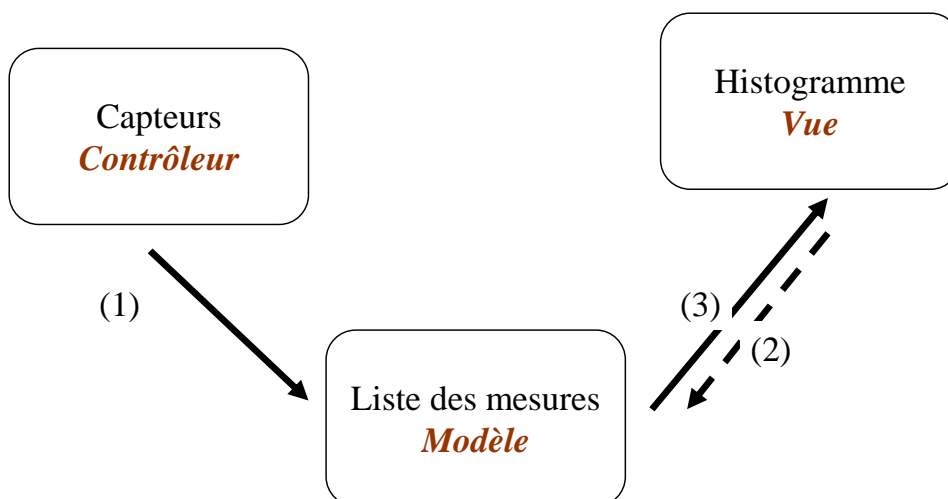 Capteurs
Contrôleur
Histogramme
Vue
(1)
(3)
(2)
Liste des mesures
Modèle